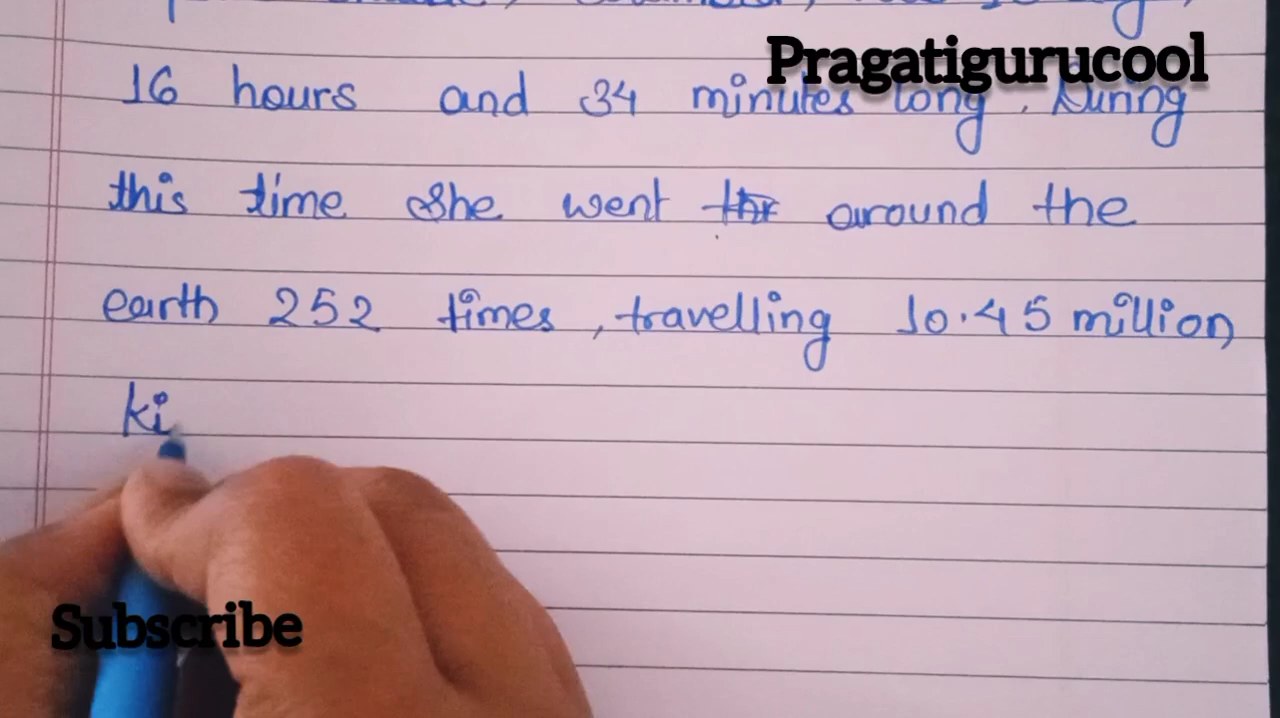 Pragatigurucool
16 hours and 34 minutes long. During
this time she went around the
earth 252 times, travelling 10.45 million
ki
Subscribe